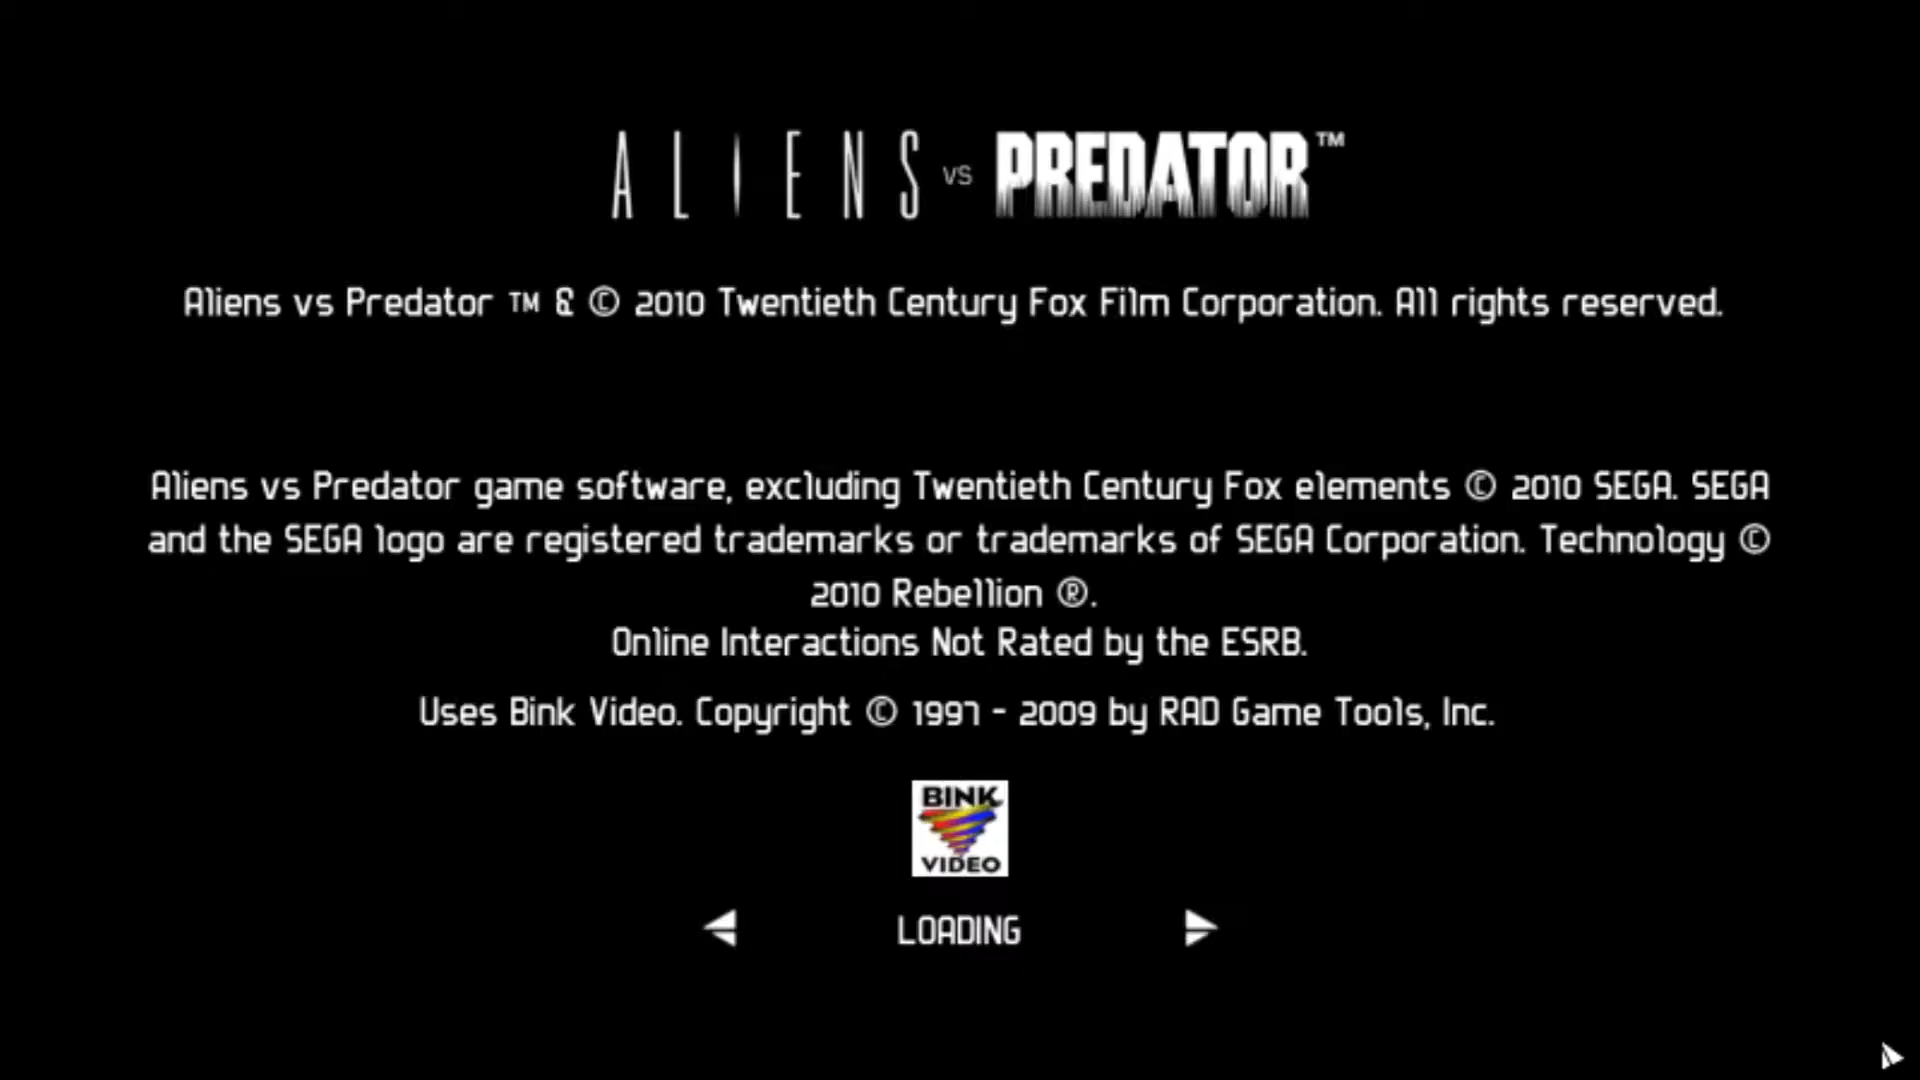 ALIENS VS PREDATOR™
Aliens vs Predator ™ & © 2010 Twentieth Century Fox Film Corporation. All rights reserved.
Aliens vs Predator game software, excluding Twentieth Century Fox elements © 2010 SEGA. SEGA
and the SEGA logo are registered trademarks or trademarks of SEGA Corporation. Technology ©
2010 Rebellion ®.
Online Interactions Not Rated by the ESRB.
Uses Bink Video. Copyright © 1997 - 2009 by RAD Game Tools, Inc.
BINK
VIDEO
LOADING